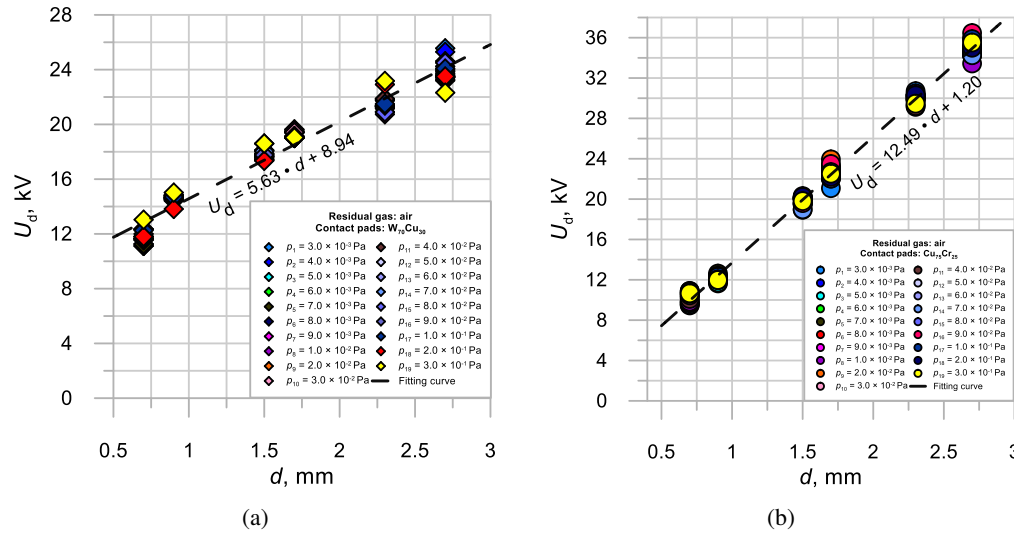 28
24
20
16
12
8
4
0
U_d, kV
U_d = 5.63 • d + 8.94
Residual gas: air
Contact pads: W₇₀Cu₃₀
p₁ = 3.0 × 10⁻³ Pa
p₂ = 4.0 × 10⁻³ Pa
p₃ = 5.0 × 10⁻³ Pa
p₄ = 6.0 × 10⁻³ Pa
p₅ = 7.0 × 10⁻³ Pa
p₆ = 8.0 × 10⁻³ Pa
p₇ = 9.0 × 10⁻³ Pa
p₈ = 1.0 × 10⁻² Pa
p₉ = 2.0 × 10⁻² Pa
p₁₀ = 3.0 × 10⁻² Pa
p₁₁ = 4.0 × 10⁻² Pa
p₁₂ = 5.0 × 10⁻² Pa
p₁₃ = 6.0 × 10⁻² Pa
p₁₄ = 7.0 × 10⁻² Pa
p₁₅ = 8.0 × 10⁻² Pa
p₁₆ = 9.0 × 10⁻² Pa
p₁₇ = 1.0 × 10⁻¹ Pa
p₁₈ = 2.0 × 10⁻¹ Pa
p₁₉ = 3.0 × 10⁻¹ Pa
Fitting curve
0.5 1 1.5 2 2.5 3
d, mm
(a)
36
32
28
24
20
16
12
8
4
0
U_d, kV
U_d = 12.49 • d + 1.20
Residual gas: air
Contact pads: Cu₇₅Cr₂₅
p₁ = 3.0 × 10⁻³ Pa
p₂ = 4.0 × 10⁻³ Pa
p₃ = 5.0 × 10⁻³ Pa
p₄ = 6.0 × 10⁻³ Pa
p₅ = 7.0 × 10⁻³ Pa
p₆ = 8.0 × 10⁻³ Pa
p₇ = 9.0 × 10⁻³ Pa
p₈ = 1.0 × 10⁻² Pa
p₉ = 2.0 × 10⁻² Pa
p₁₀ = 3.0 × 10⁻² Pa
p₁₁ = 4.0 × 10⁻² Pa
p₁₂ = 5.0 × 10⁻² Pa
p₁₃ = 6.0 × 10⁻² Pa
p₁₄ = 7.0 × 10⁻² Pa
p₁₅ = 8.0 × 10⁻² Pa
p₁₆ = 9.0 × 10⁻² Pa
p₁₇ = 1.0 × 10⁻¹ Pa
p₁₈ = 2.0 × 10⁻¹ Pa
p₁₉ = 3.0 × 10⁻¹ Pa
Fitting curve
0.5 1 1.5 2 2.5
d, mm
(b)